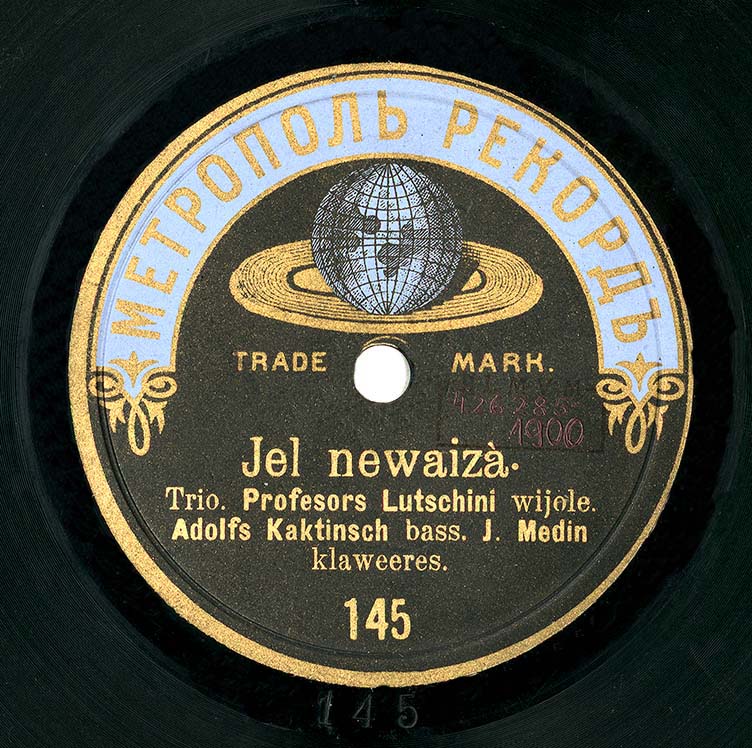 МЕТРОПОЛЬ РЕКОРДЪ
TRADE MARK.
426285
1900
Jel newaizà.
Trio. Profesors Lutschini wijole.
Adolfs Kaktinsch bass. J. Medin
klaweeres.
145
145